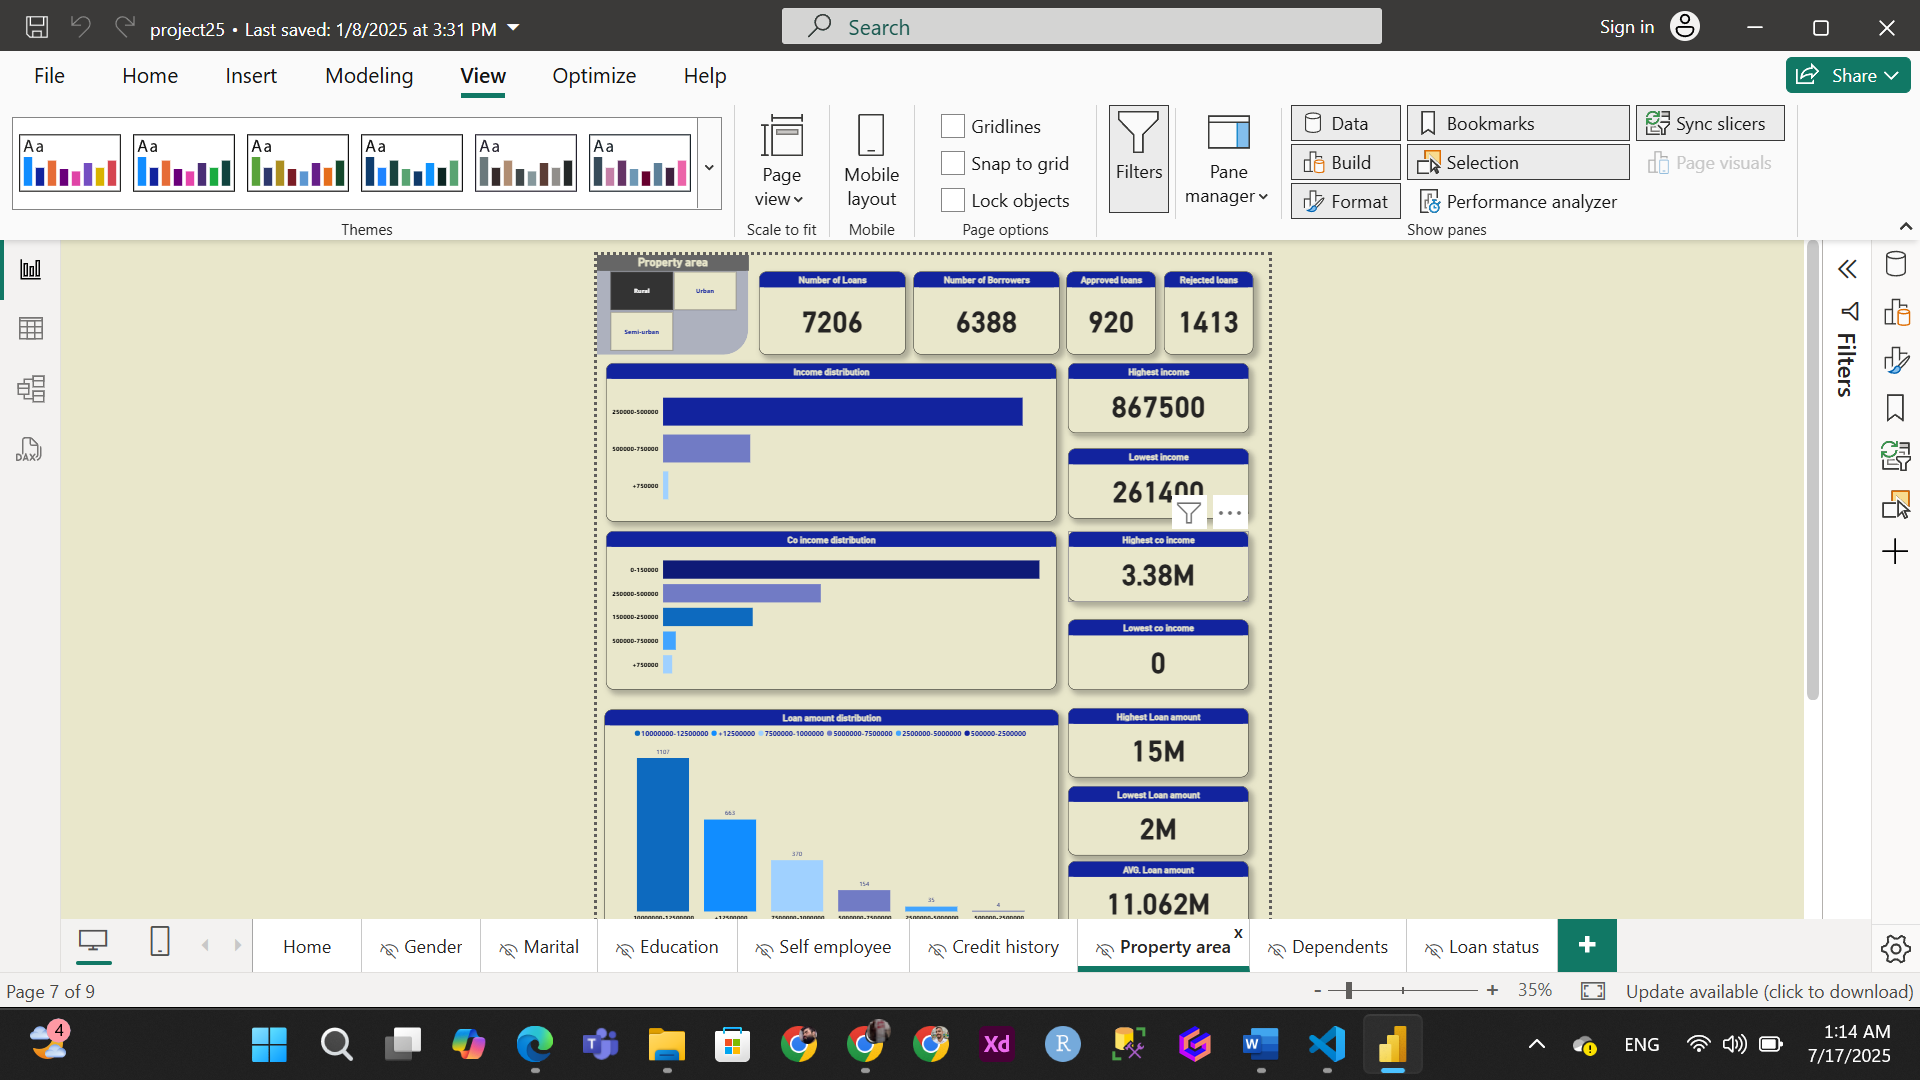 project25 • Last saved: 1/8/2025 at 3:31 PM
Search
Sign in
File Home Insert Modeling View Optimize Help
Share
Aa Aa Aa Aa Aa Aa
Themes
Page view
Scale to fit
Mobile layout
Mobile
Gridlines
Snap to grid
Lock objects
Page options
Filters
Pane manager
Data Bookmarks Sync slicers
Build Selection Page visuals
Format Performance analyzer
Show panes
DAX
Property area
Rural Urban
Semi-urban
Number of Loans
7206
Number of Borrowers
6388
Approved loans
920
Rejected loans
1413
Income distribution
250000-500000
500000-750000
+750000
Highest income
867500
Lowest income
261400
Co income distribution
0-150000
250000-500000
150000-250000
500000-750000
+750000
Highest co income
3.38M
Lowest co income
0
Loan amount distribution
10000000-12500000 +12500000 7500000-1000000 5000000-7500000 2500000-5000000 500000-2500000
1107
663
370
154
35
4
10000000-12500000 +12500000 7500000-1000000 5000000-7500000 2500000-5000000 500000-2500000
Highest Loan amount
15M
Lowest Loan amount
2M
AVG. Loan amount
11.062M
Filters
Home Gender Marital Education Self employee Credit history Property area x Dependents Loan status +
Page 7 of 9
- + 35%
Update available (click to download)
4
Xd
R
W
ENG
1:14 AM
7/17/2025